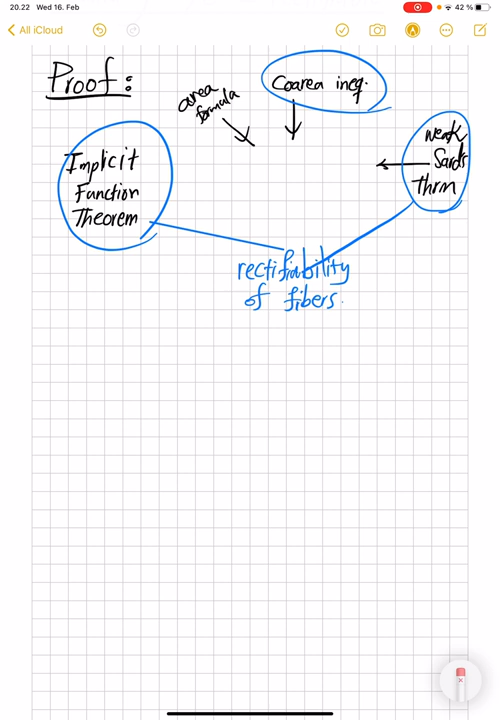 20.22 Wed 16. Feb
42 %
All iCloud
Proof:
area
formula
Coarea ineq.
Implicit
Function
Theorem
weak
Sard's
Thrm
rectifiability
of fibers.